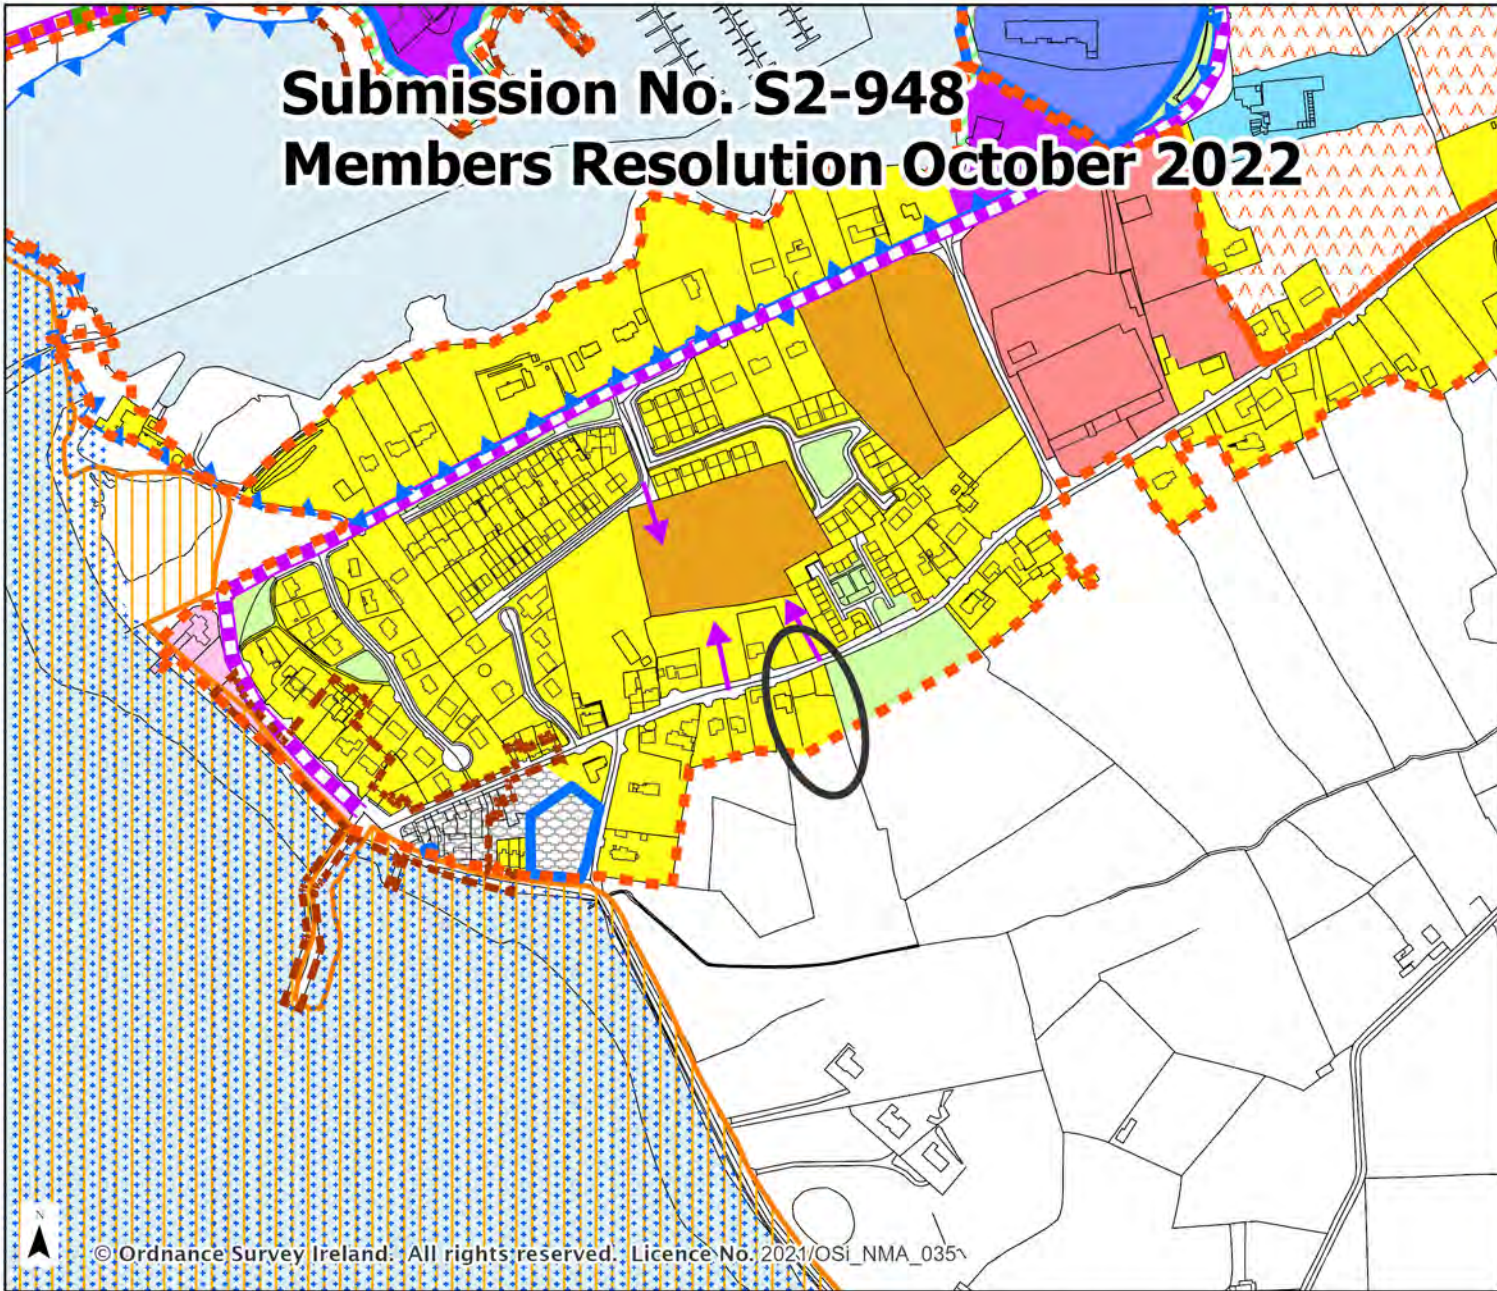 Submission No. S2-948
Members Resolution October 2022
N
© Ordnance Survey Ireland. All rights reserved. Licence No. 2021/OSi_NMA_035